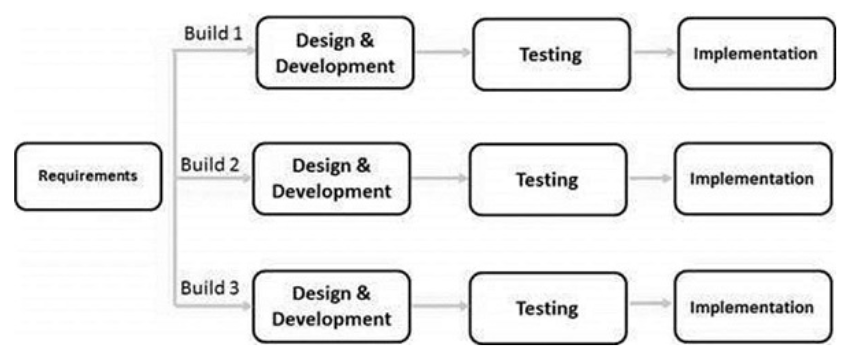 Build 1
Design &
Development
Testing
Implementation
Requirements
Build 2
Design &
Development
Testing
Implementation
Build 3
Design &
Development
Testing
Implementation